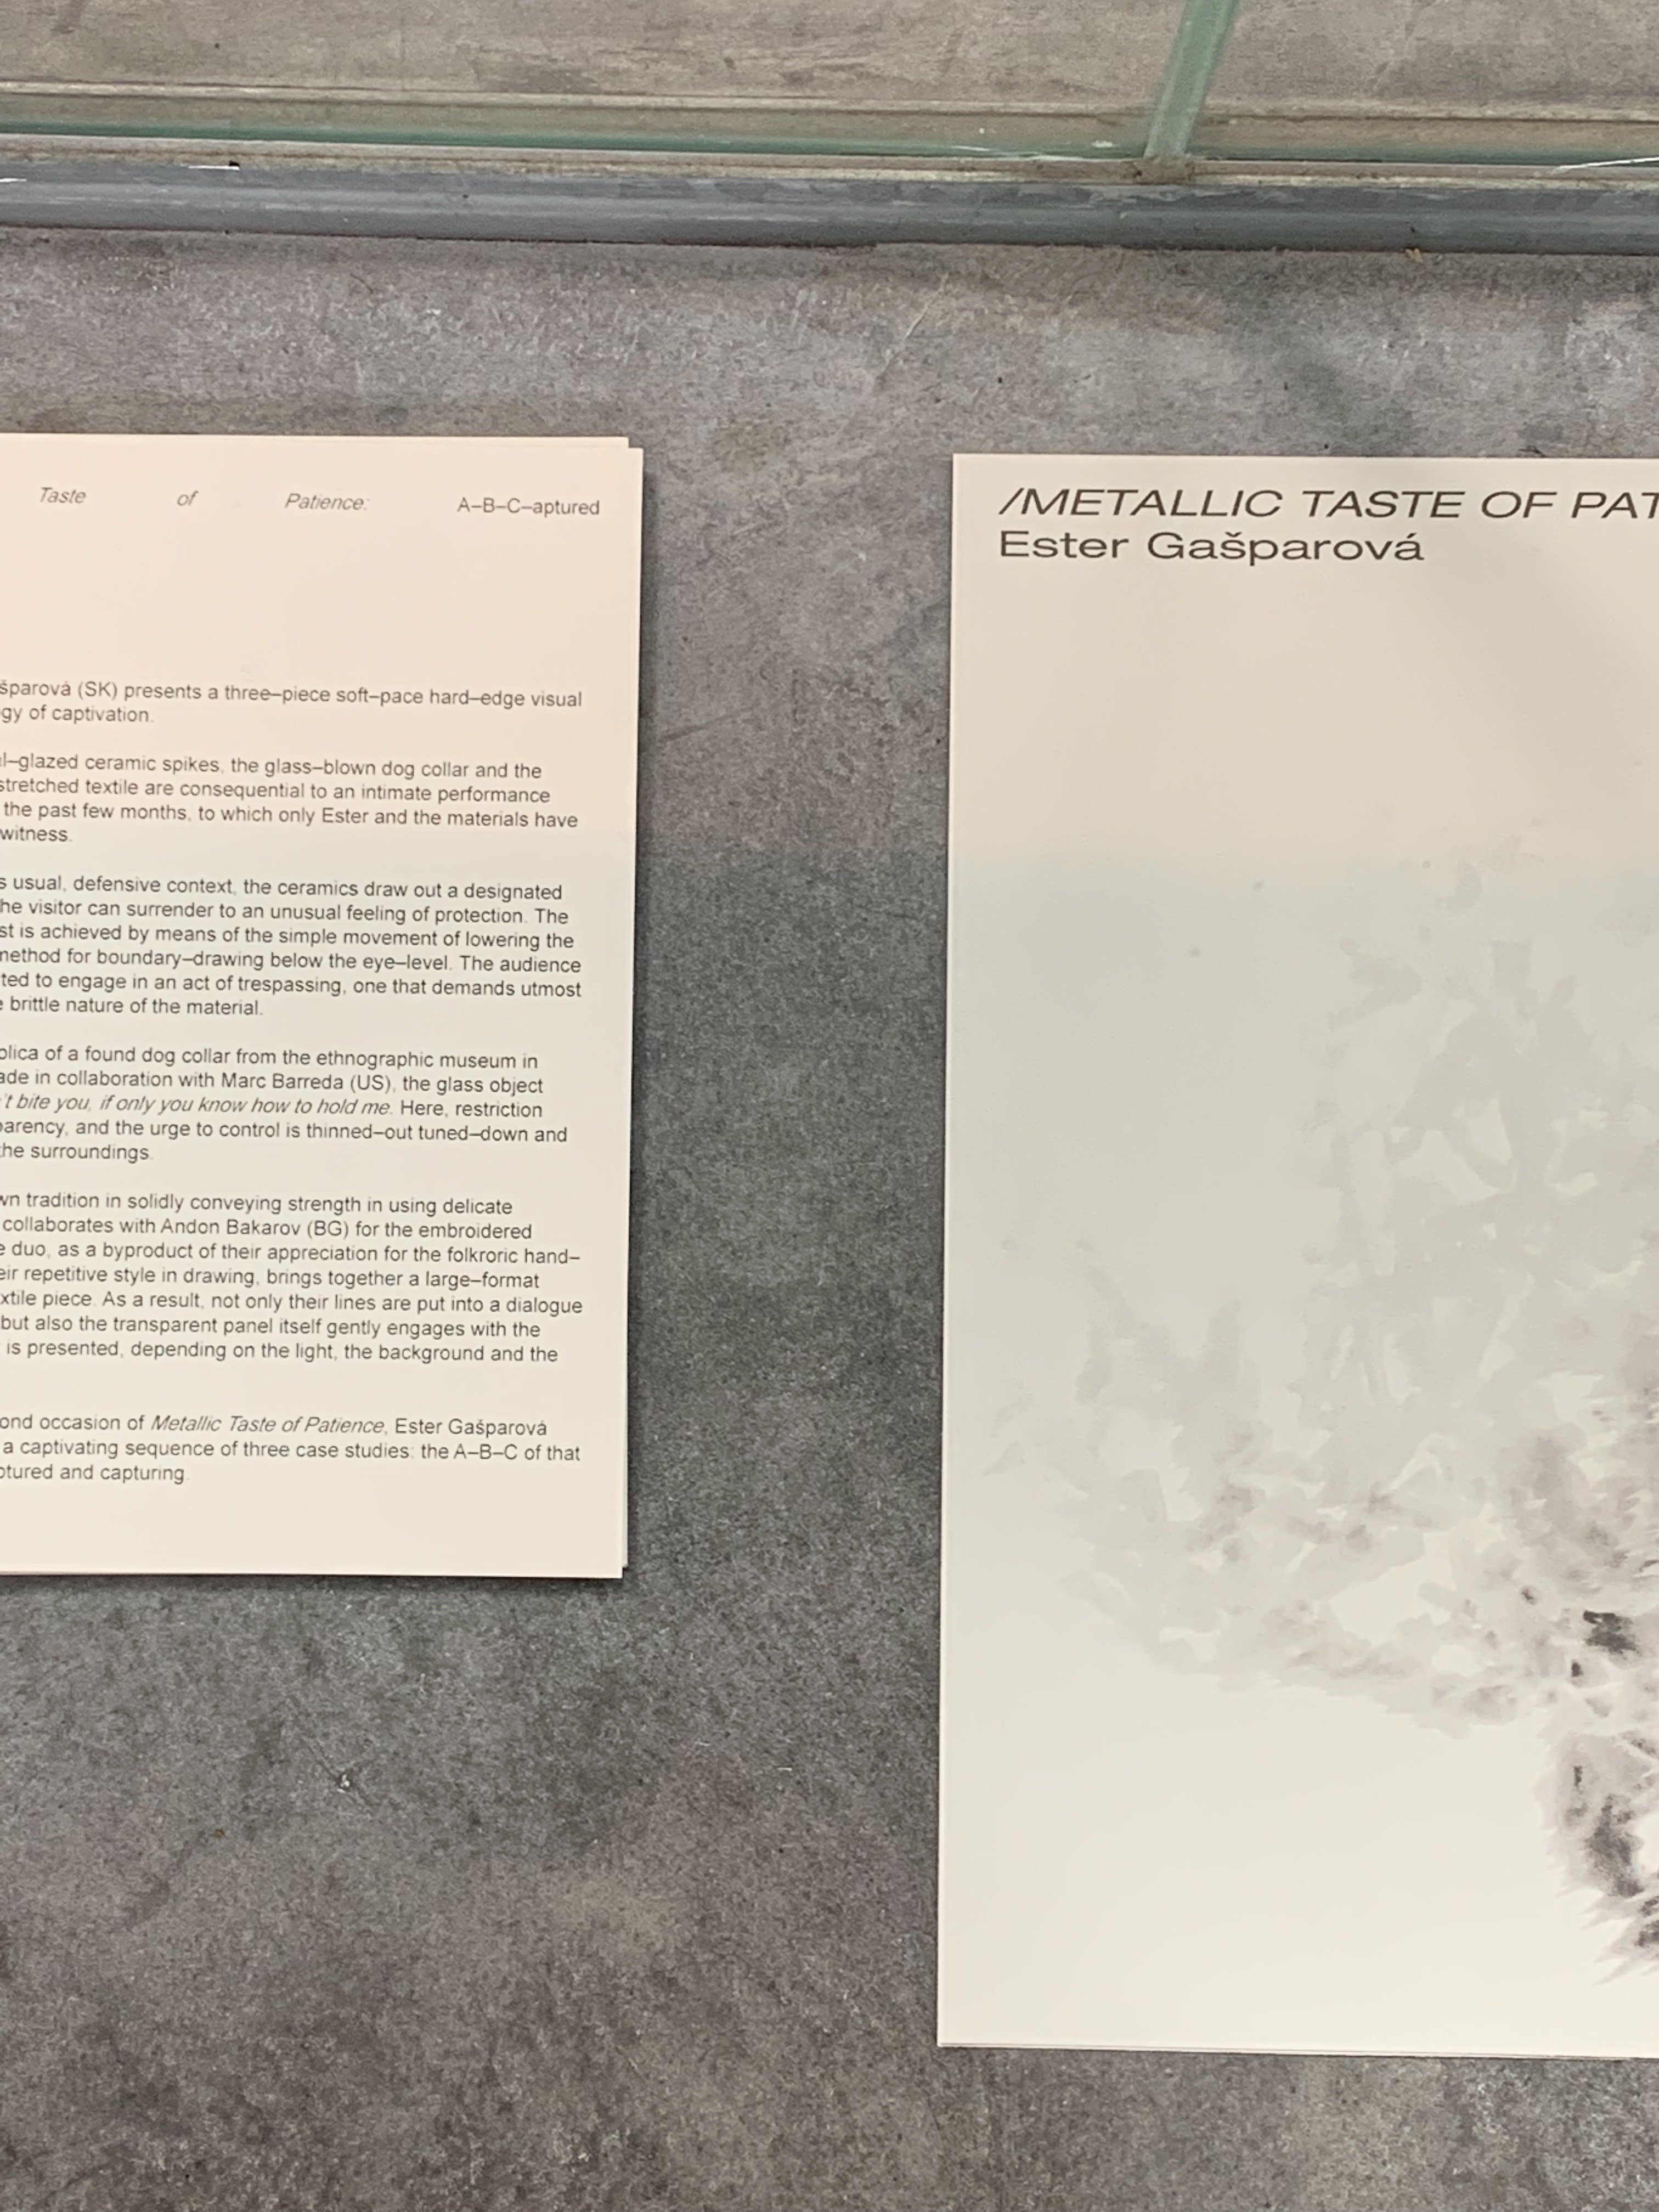 Taste of Patience: A–B–C–aptured
šparová (SK) presents a three–piece soft–pace hard–edge visual
gy of captivation.
l–glazed ceramic spikes, the glass–blown dog collar and the
stretched textile are consequential to an intimate performance
the past few months, to which only Ester and the materials have
witness.
s usual, defensive context, the ceramics draw out a designated
he visitor can surrender to an unusual feeling of protection. The
st is achieved by means of the simple movement of lowering the
nethod for boundary–drawing below the eye–level. The audience
ted to engage in an act of trespassing, one that demands utmost
e brittle nature of the material.
plica of a found dog collar from the ethnographic museum in
ade in collaboration with Marc Barreda (US), the glass object
't bite you, if only you know how to hold me. Here, restriction
parency, and the urge to control is thinned–out tuned–down and
the surroundings.
wn tradition in solidly conveying strength in using delicate
collaborates with Andon Bakarov (BG) for the embroidered
e duo, as a byproduct of their appreciation for the folkroric hand–
eir repetitive style in drawing, brings together a large–format
xtile piece. As a result, not only their lines are put into a dialogue
but also the transparent panel itself gently engages with the
is presented, depending on the light, the background and the
ond occasion of Metallic Taste of Patience, Ester Gašparová
a captivating sequence of three case studies: the A–B–C of that
ptured and capturing.
/METALLIC TASTE OF PAT
Ester Gašparová